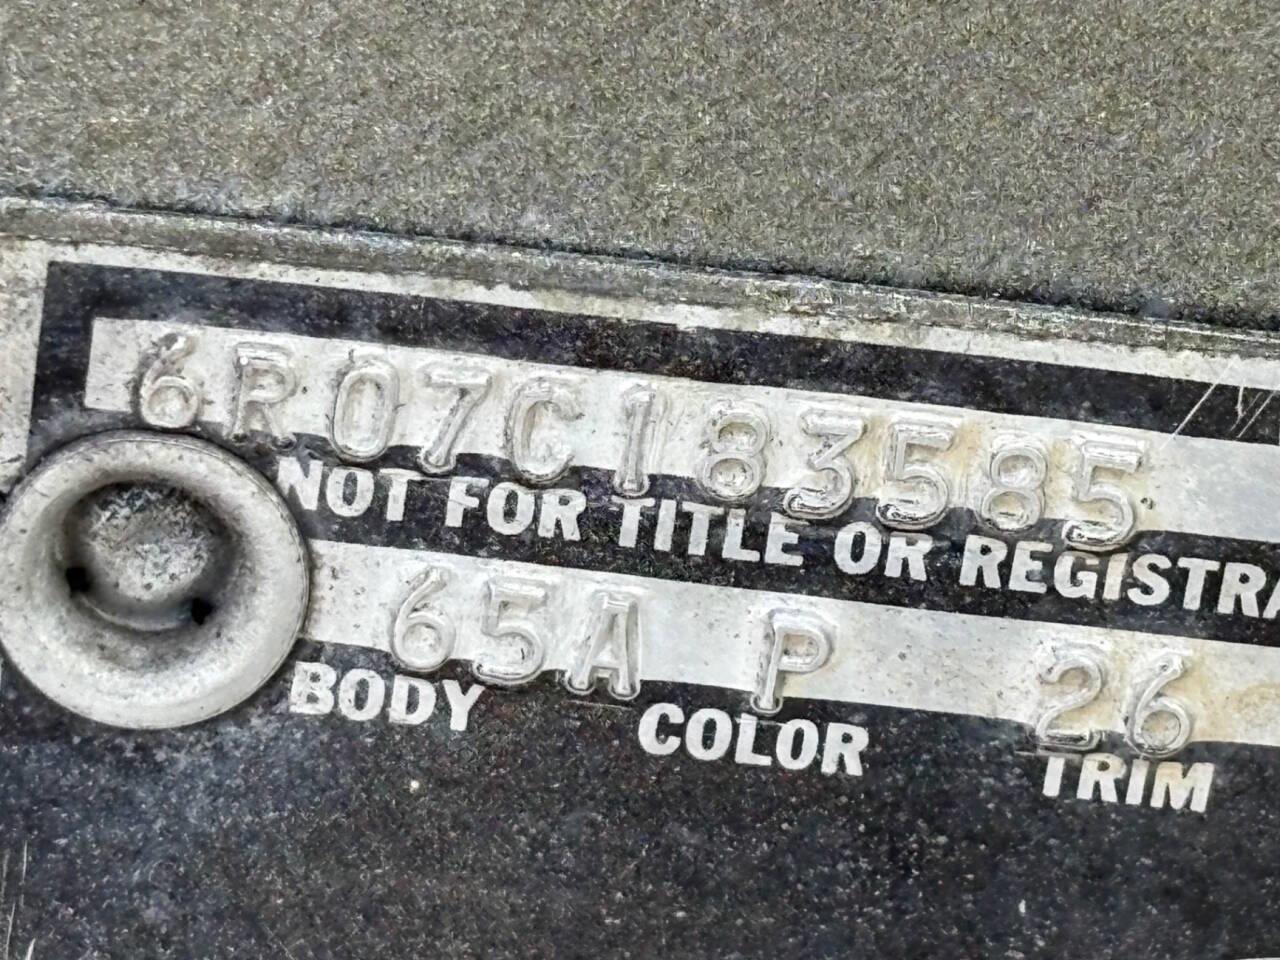 6R07C183585
NOT FOR TITLE OR REGISTRA
65A P 26
BODY COLOR TRIM